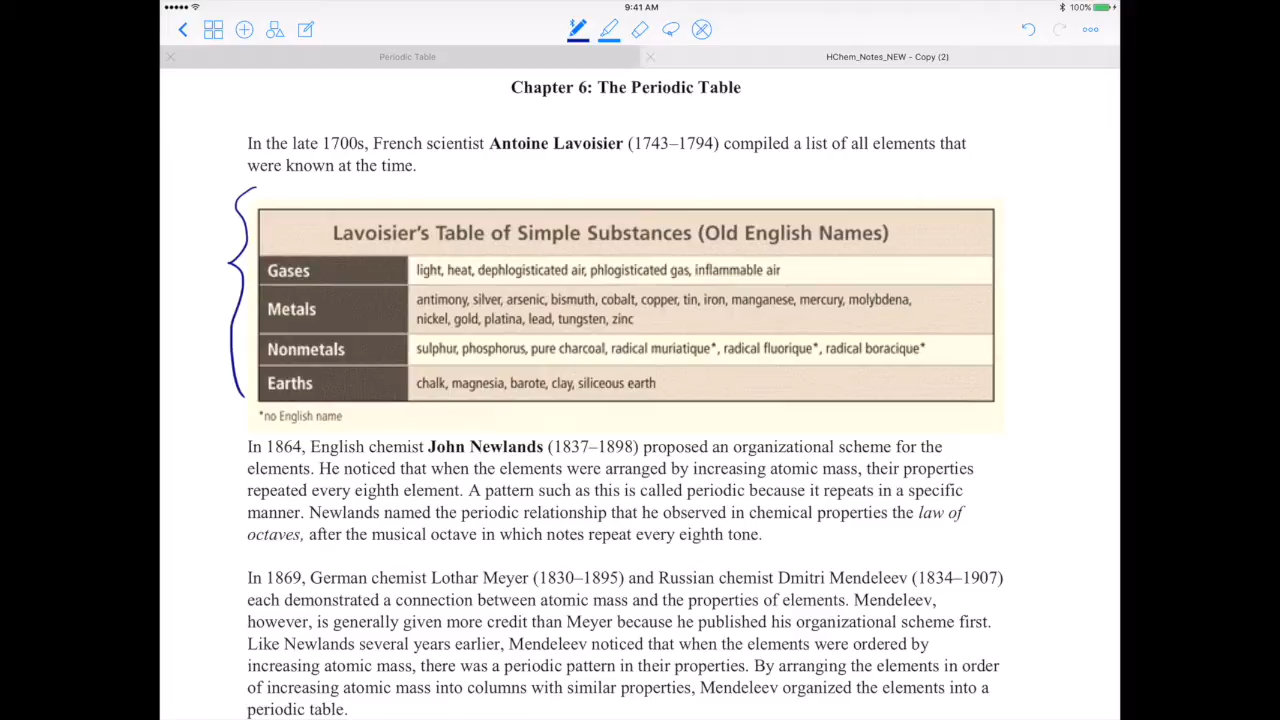 9:41 AM
100%
Periodic Table
HChem_Notes_NEW - Copy (2)
Chapter 6: The Periodic Table
In the late 1700s, French scientist Antoine Lavoisier (1743–1794) compiled a list of all elements that
were known at the time.
Lavoisier's Table of Simple Substances (Old English Names)
Gases light, heat, dephlogisticated air, phlogisticated gas, inflammable air
Metals antimony, silver, arsenic, bismuth, cobalt, copper, tin, iron, manganese, mercury, molybdena,
nickel, gold, platina, lead, tungsten, zinc
Nonmetals sulphur, phosphorus, pure charcoal, radical muriatique*, radical fluorique*, radical boracique*
Earths chalk, magnesia, barote, clay, siliceous earth
*no English name
In 1864, English chemist John Newlands (1837–1898) proposed an organizational scheme for the
elements. He noticed that when the elements were arranged by increasing atomic mass, their properties
repeated every eighth element. A pattern such as this is called periodic because it repeats in a specific
manner. Newlands named the periodic relationship that he observed in chemical properties the law of
octaves, after the musical octave in which notes repeat every eighth tone.
In 1869, German chemist Lothar Meyer (1830–1895) and Russian chemist Dmitri Mendeleev (1834–1907)
each demonstrated a connection between atomic mass and the properties of elements. Mendeleev,
however, is generally given more credit than Meyer because he published his organizational scheme first.
Like Newlands several years earlier, Mendeleev noticed that when the elements were ordered by
increasing atomic mass, there was a periodic pattern in their properties. By arranging the elements in order
of increasing atomic mass into columns with similar properties, Mendeleev organized the elements into a
periodic table.